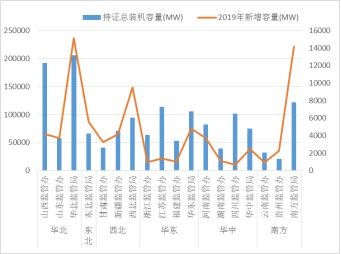 持证总装机容量(MW) 2019年新增容量(MW)
250000
200000
150000
100000
50000
0
16000
14000
12000
10000
8000
6000
4000
2000
0
山西监管办
山东监管办
华北监管局
东北监管局
甘肃监管办
新疆监管办
西北监管局
浙江监管办
江苏监管办
福建监管办
华东监管局
河南监管办
湖南监管办
四川监管办
华中监管局
云南监管办
贵州监管办
南方监管局
华北
东北
西北
华东
华中
南方